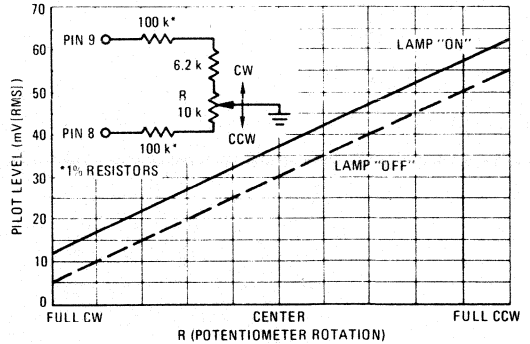 70
60
50
40
30
20
10
0
PILOT LEVEL (mV[RMS])
100 k*
PIN 9
6.2 k
CW
R
10 k
PIN 8
CCW
100 k*
*1% RESISTORS
LAMP "ON"
LAMP "OFF"
FULL CW
CENTER
FULL CCW
R (POTENTIOMETER ROTATION)